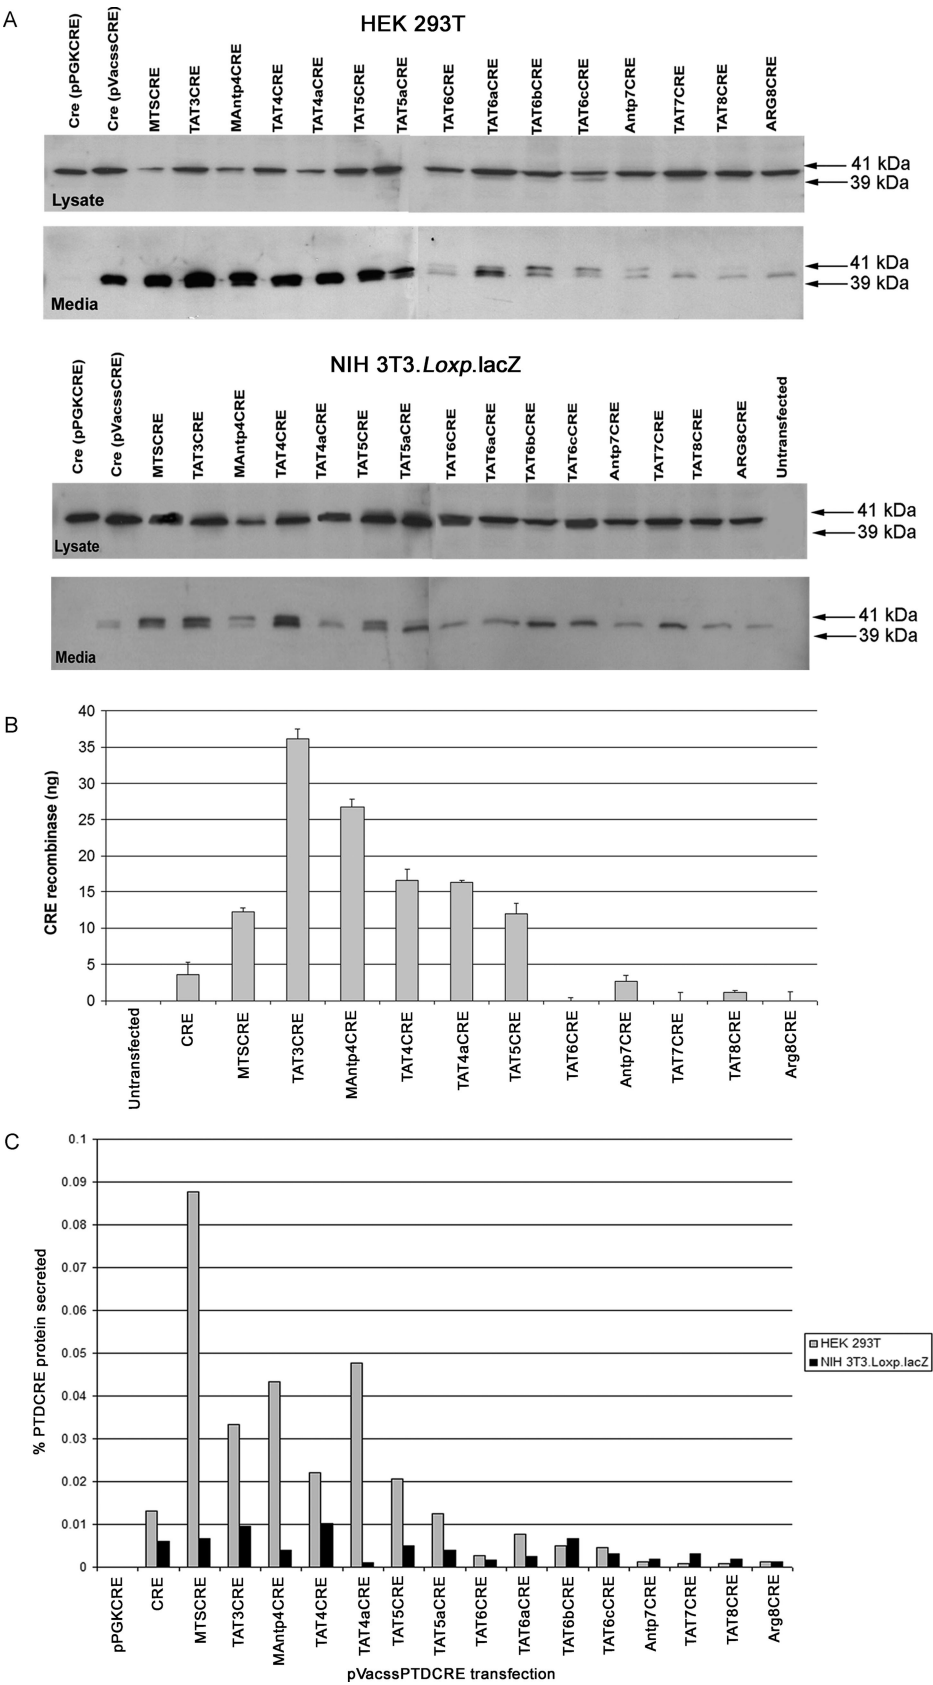 A
HEK 293T
Cre (pPGKCRE)
Cre (pVacssCRE)
MTSCRE
TAT3CRE
MAntp4CRE
TAT4CRE
TAT4aCRE
TAT5CRE
TAT5aCRE
TAT6CRE
TAT6aCRE
TAT6bCRE
TAT6cCRE
Antp7CRE
TAT7CRE
TAT8CRE
ARG8CRE
41 kDa
39 kDa
Lysate
41 kDa
39 kDa
Media
NIH 3T3.Loxp.lacZ
Cre (pPGKCRE)
Cre (pVacssCRE)
MTSCRE
TAT3CRE
MAntp4CRE
TAT4CRE
TAT4aCRE
TAT5CRE
TAT5aCRE
TAT6CRE
TAT6aCRE
TAT6bCRE
TAT6cCRE
Antp7CRE
TAT7CRE
TAT8CRE
ARG8CRE
Untransfected
41 kDa
39 kDa
Lysate
41 kDa
39 kDa
Media
B
CRE recombinase (ng)
40
35
30
25
20
15
10
5
0
Untransfected
CRE
MTSCRE
TAT3CRE
MAntp4CRE
TAT4CRE
TAT4aCRE
TAT5CRE
TAT6CRE
Antp7CRE
TAT7CRE
TAT8CRE
Arg8CRE
C
% PTDCRE protein secreted
0.1
0.09
0.08
0.07
0.06
0.05
0.04
0.03
0.02
0.01
0
HEK 293T
NIH 3T3.Loxp.lacZ
pPGKCRE
CRE
MTSCRE
TAT3CRE
MAntp4CRE
TAT4CRE
TAT4aCRE
TAT5CRE
TAT5aCRE
TAT6CRE
TAT6aCRE
TAT6bCRE
TAT6cCRE
Antp7CRE
TAT7CRE
TAT8CRE
Arg8CRE
pVacssPTDCRE transfection